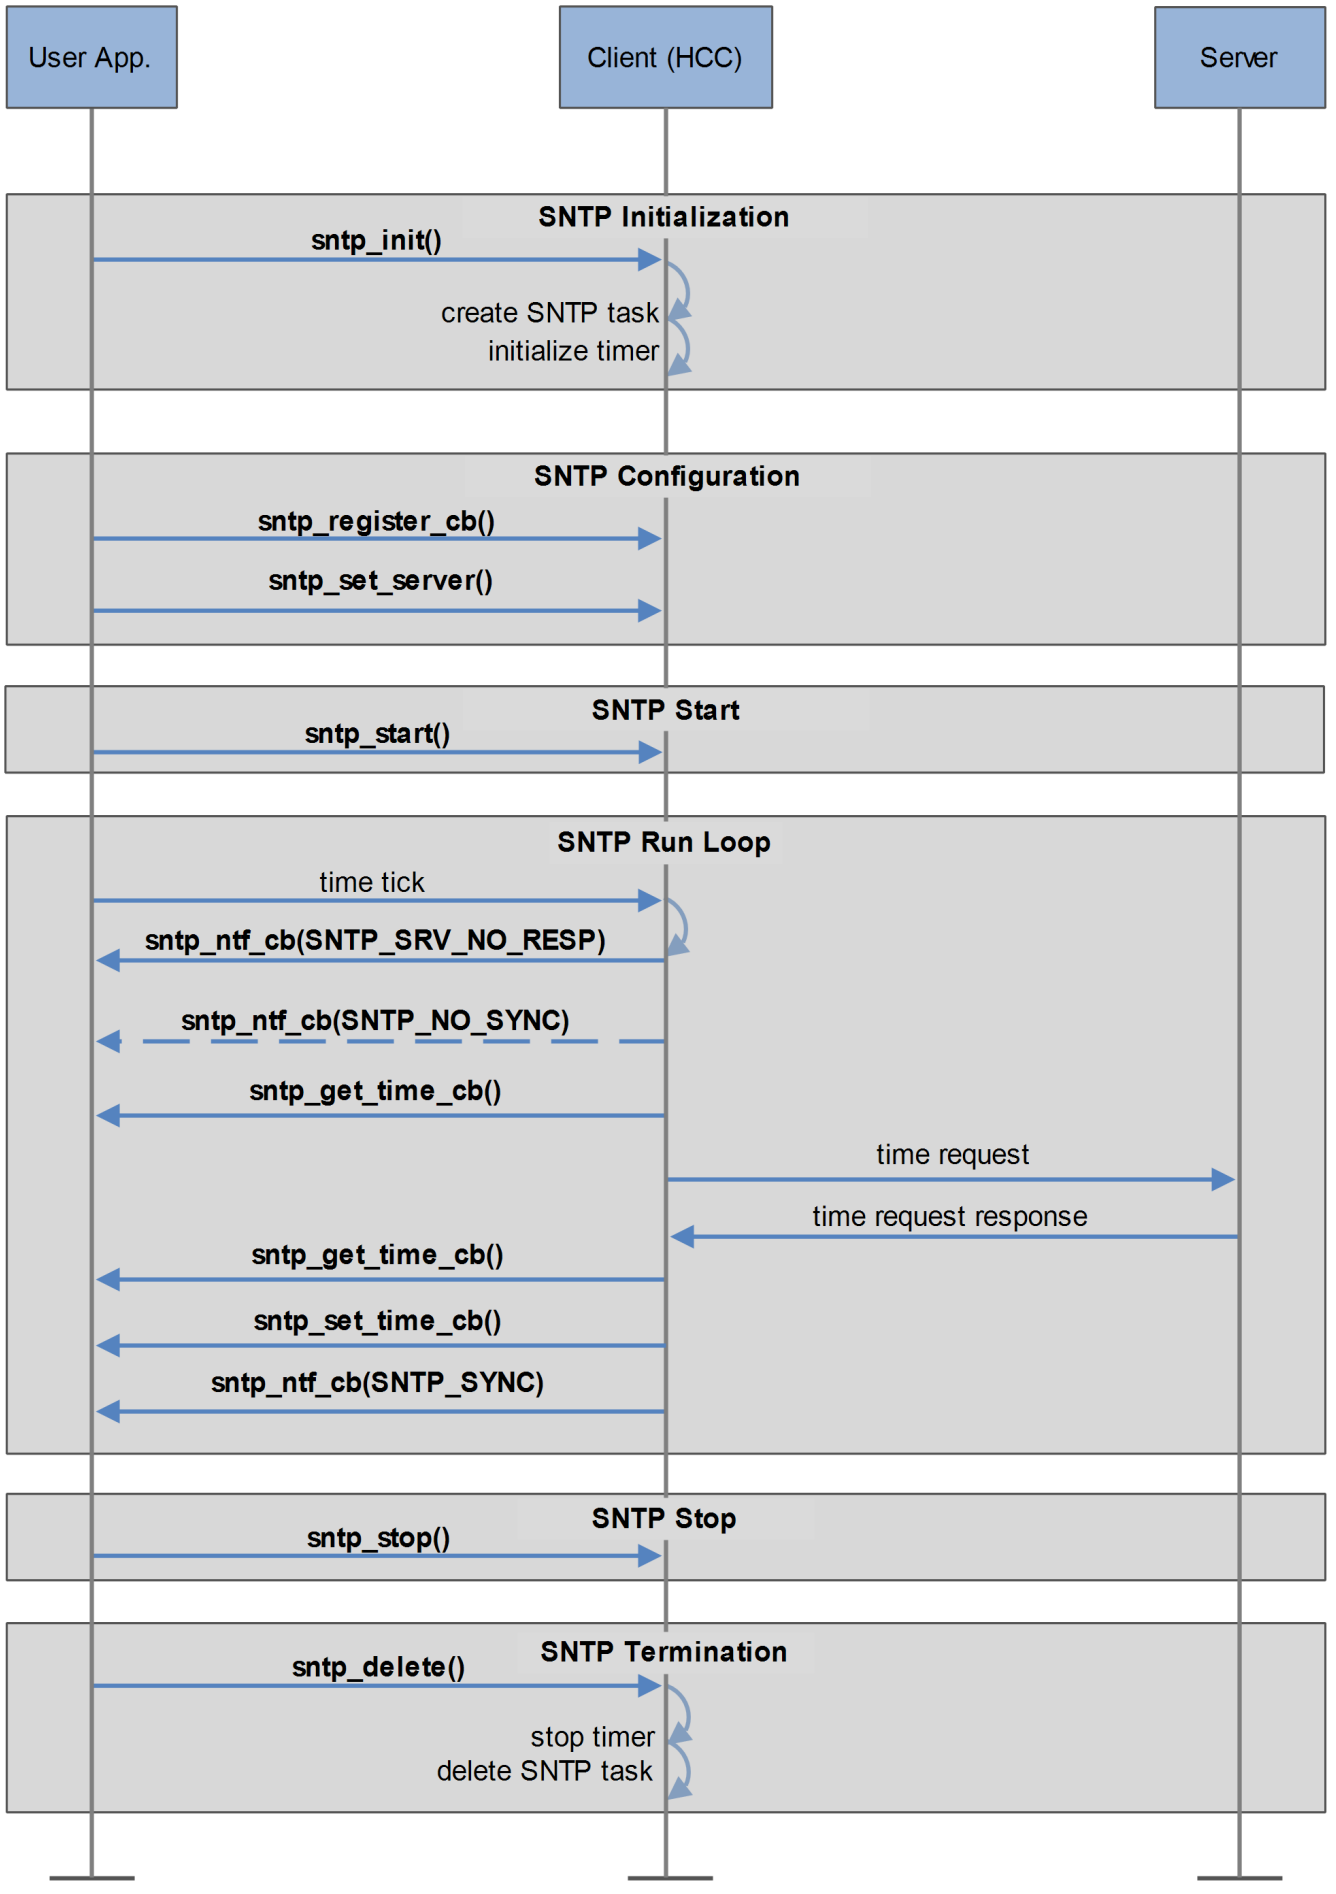 User App.
Client (HCC)
Server
SNTP Initialization
sntp_init()
create SNTP task
initialize timer
SNTP Configuration
sntp_register_cb()
sntp_set_server()
SNTP Start
sntp_start()
SNTP Run Loop
time tick
sntp_ntf_cb(SNTP_SRV_NO_RESP)
sntp_ntf_cb(SNTP_NO_SYNC)
sntp_get_time_cb()
time request
time request response
sntp_get_time_cb()
sntp_set_time_cb()
sntp_ntf_cb(SNTP_SYNC)
SNTP Stop
sntp_stop()
SNTP Termination
sntp_delete()
stop timer
delete SNTP task